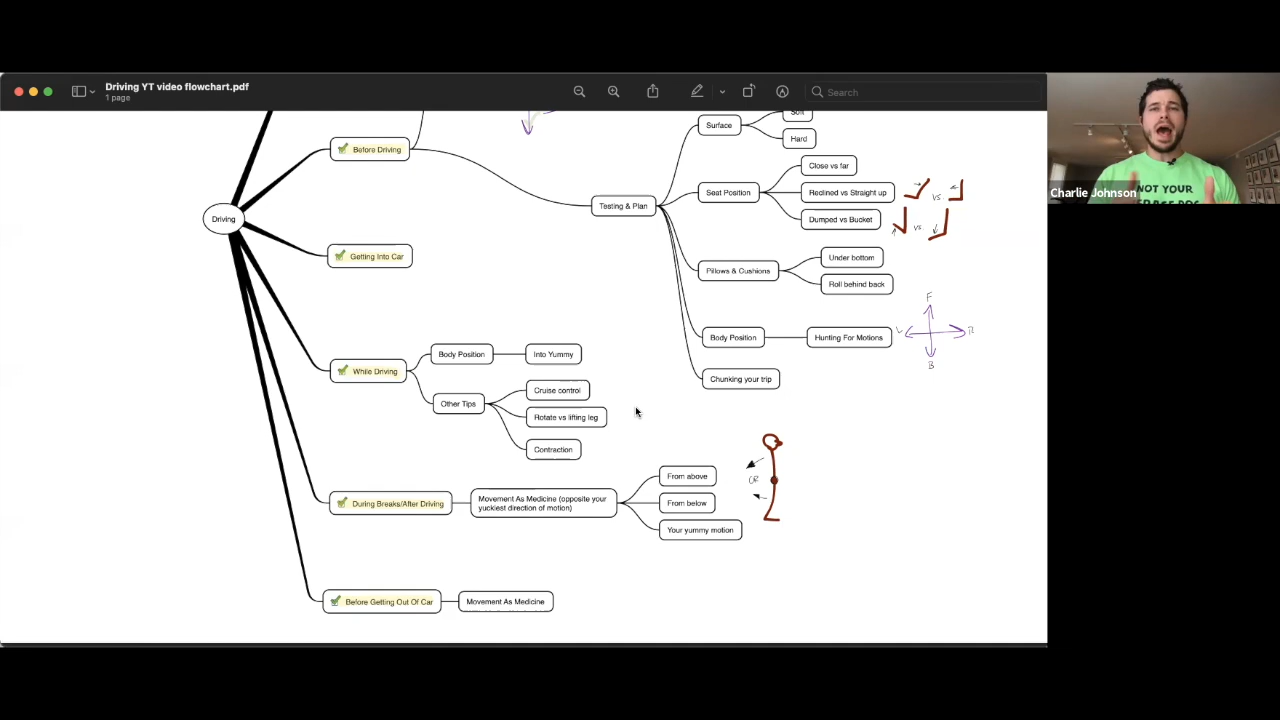 Driving YT video flowchart.pdf
1 page
Search
Charlie Johnson
NOT YOUR
Driving
Before Driving
Testing & Plan
Surface
Hard
Seat Position
Close vs far
Reclined vs Straight up
vs
Dumped vs Bucket
vs
Getting Into Car
Pillows & Cushions
Under bottom
Roll behind back
Body Position
Hunting For Motions
F
L
R
B
Chunking your trip
While Driving
Body Position
Into Yummy
Other Tips
Cruise control
Rotate vs lifting leg
Contraction
During Breaks/After Driving
Movement As Medicine (opposite your
yuckiest direction of motion)
From above
From below
Your yummy motion
OR
Before Getting Out Of Car
Movement As Medicine